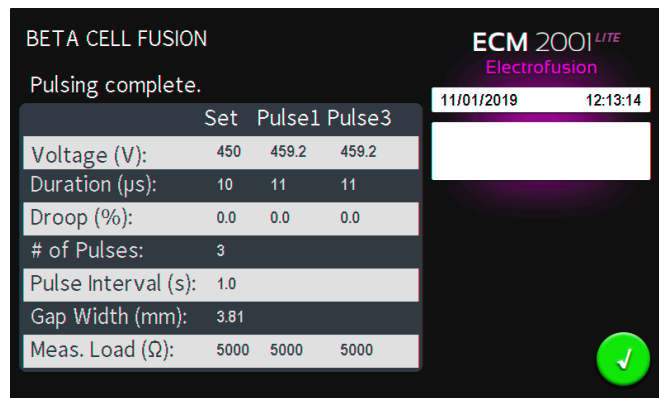 BETA CELL FUSION
ECM 2001 LITE
Electrofusion
Pulsing complete.
11/01/2019 12:13:14
Set Pulse1 Pulse3
Voltage (V): 450 459.2 459.2
Duration (µs): 10 11 11
Droop (%): 0.0 0.0 0.0
# of Pulses: 3
Pulse Interval (s): 1.0
Gap Width (mm): 3.81
Meas. Load (Ω): 5000 5000 5000